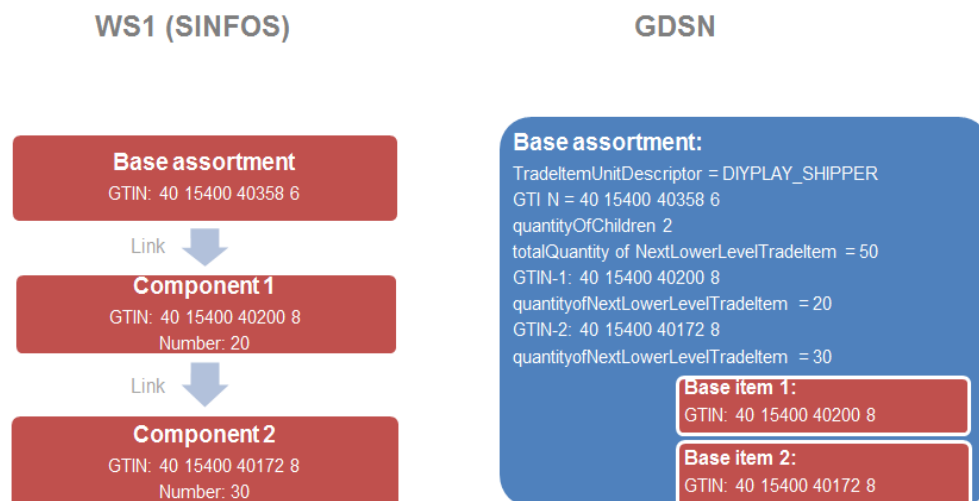 WS1 (SINFOS)
GDSN
Base assortment
GTIN: 40 15400 40358 6
Link
Component 1
GTIN: 40 15400 40200 8
Number: 20
Link
Component 2
GTIN: 40 15400 40172 8
Number: 30
Base assortment:
TradeItemUnitDescriptor = DIYPLAY_SHIPPER
GTI N = 40 15400 40358 6
quantityOfChildren 2
totalQuantity of NextLowerLevelTradeItem = 50
GTIN-1: 40 15400 40200 8
quantityofNextLowerLevelTradeItem = 20
GTIN-2: 40 15400 40172 8
quantityofNextLowerLevelTradeItem = 30
Base item 1:
GTIN: 40 15400 40200 8
Base item 2:
GTIN: 40 15400 40172 8